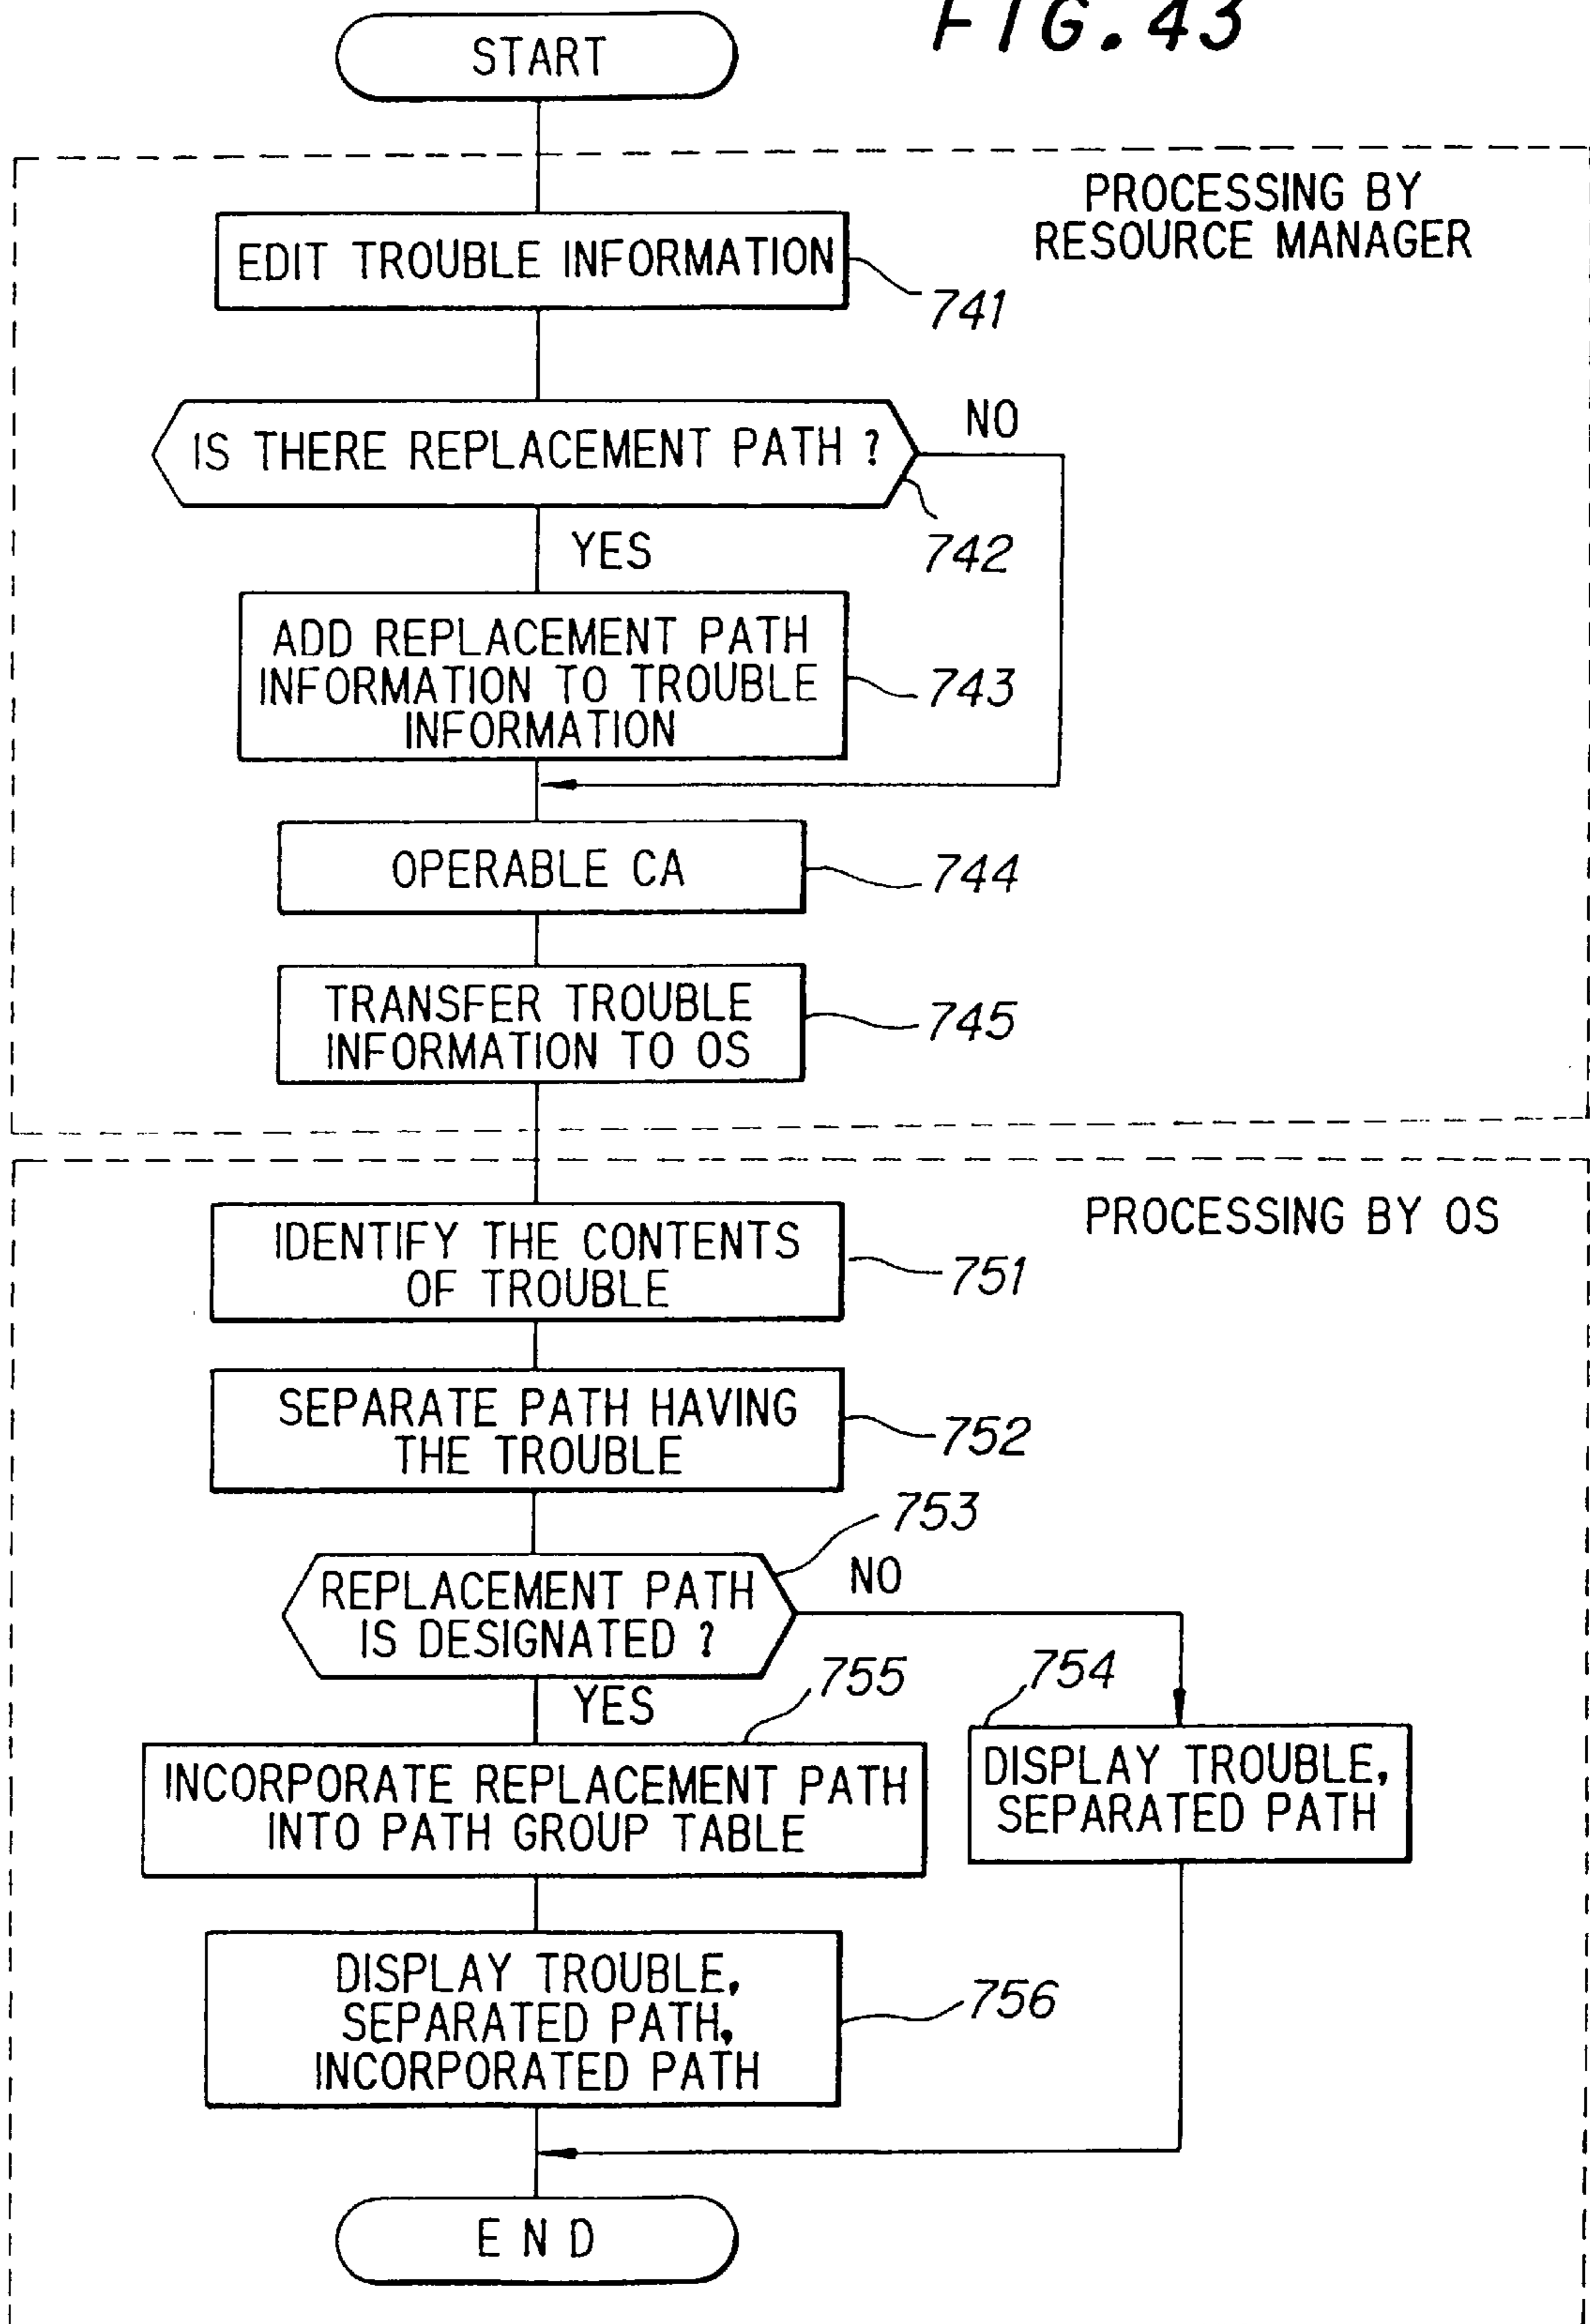 FIG. 43
START
PROCESSING BY
RESOURCE MANAGER
EDIT TROUBLE INFORMATION
741
IS THERE REPLACEMENT PATH ?
NO
742
YES
ADD REPLACEMENT PATH
INFORMATION TO TROUBLE
INFORMATION
743
OPERABLE CA
744
TRANSFER TROUBLE
INFORMATION TO OS
745
PROCESSING BY OS
IDENTIFY THE CONTENTS
OF TROUBLE
751
SEPARATE PATH HAVING
THE TROUBLE
752
753
REPLACEMENT PATH
IS DESIGNATED ?
NO
YES
755
754
INCORPORATE REPLACEMENT PATH
INTO PATH GROUP TABLE
DISPLAY TROUBLE,
SEPARATED PATH
DISPLAY TROUBLE,
SEPARATED PATH,
INCORPORATED PATH
756
END